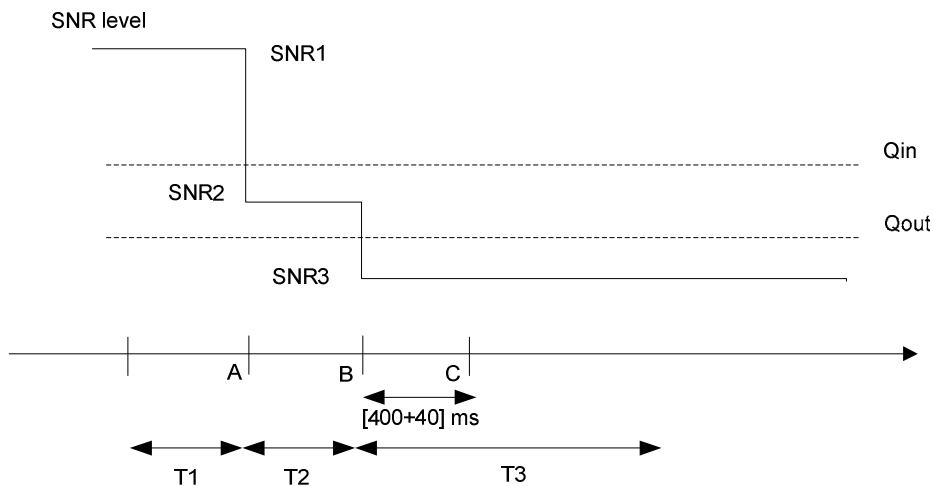 SNR level
SNR1
Qin
SNR2
Qout
SNR3
A
B
C
[400+40] ms
T1
T2
T3